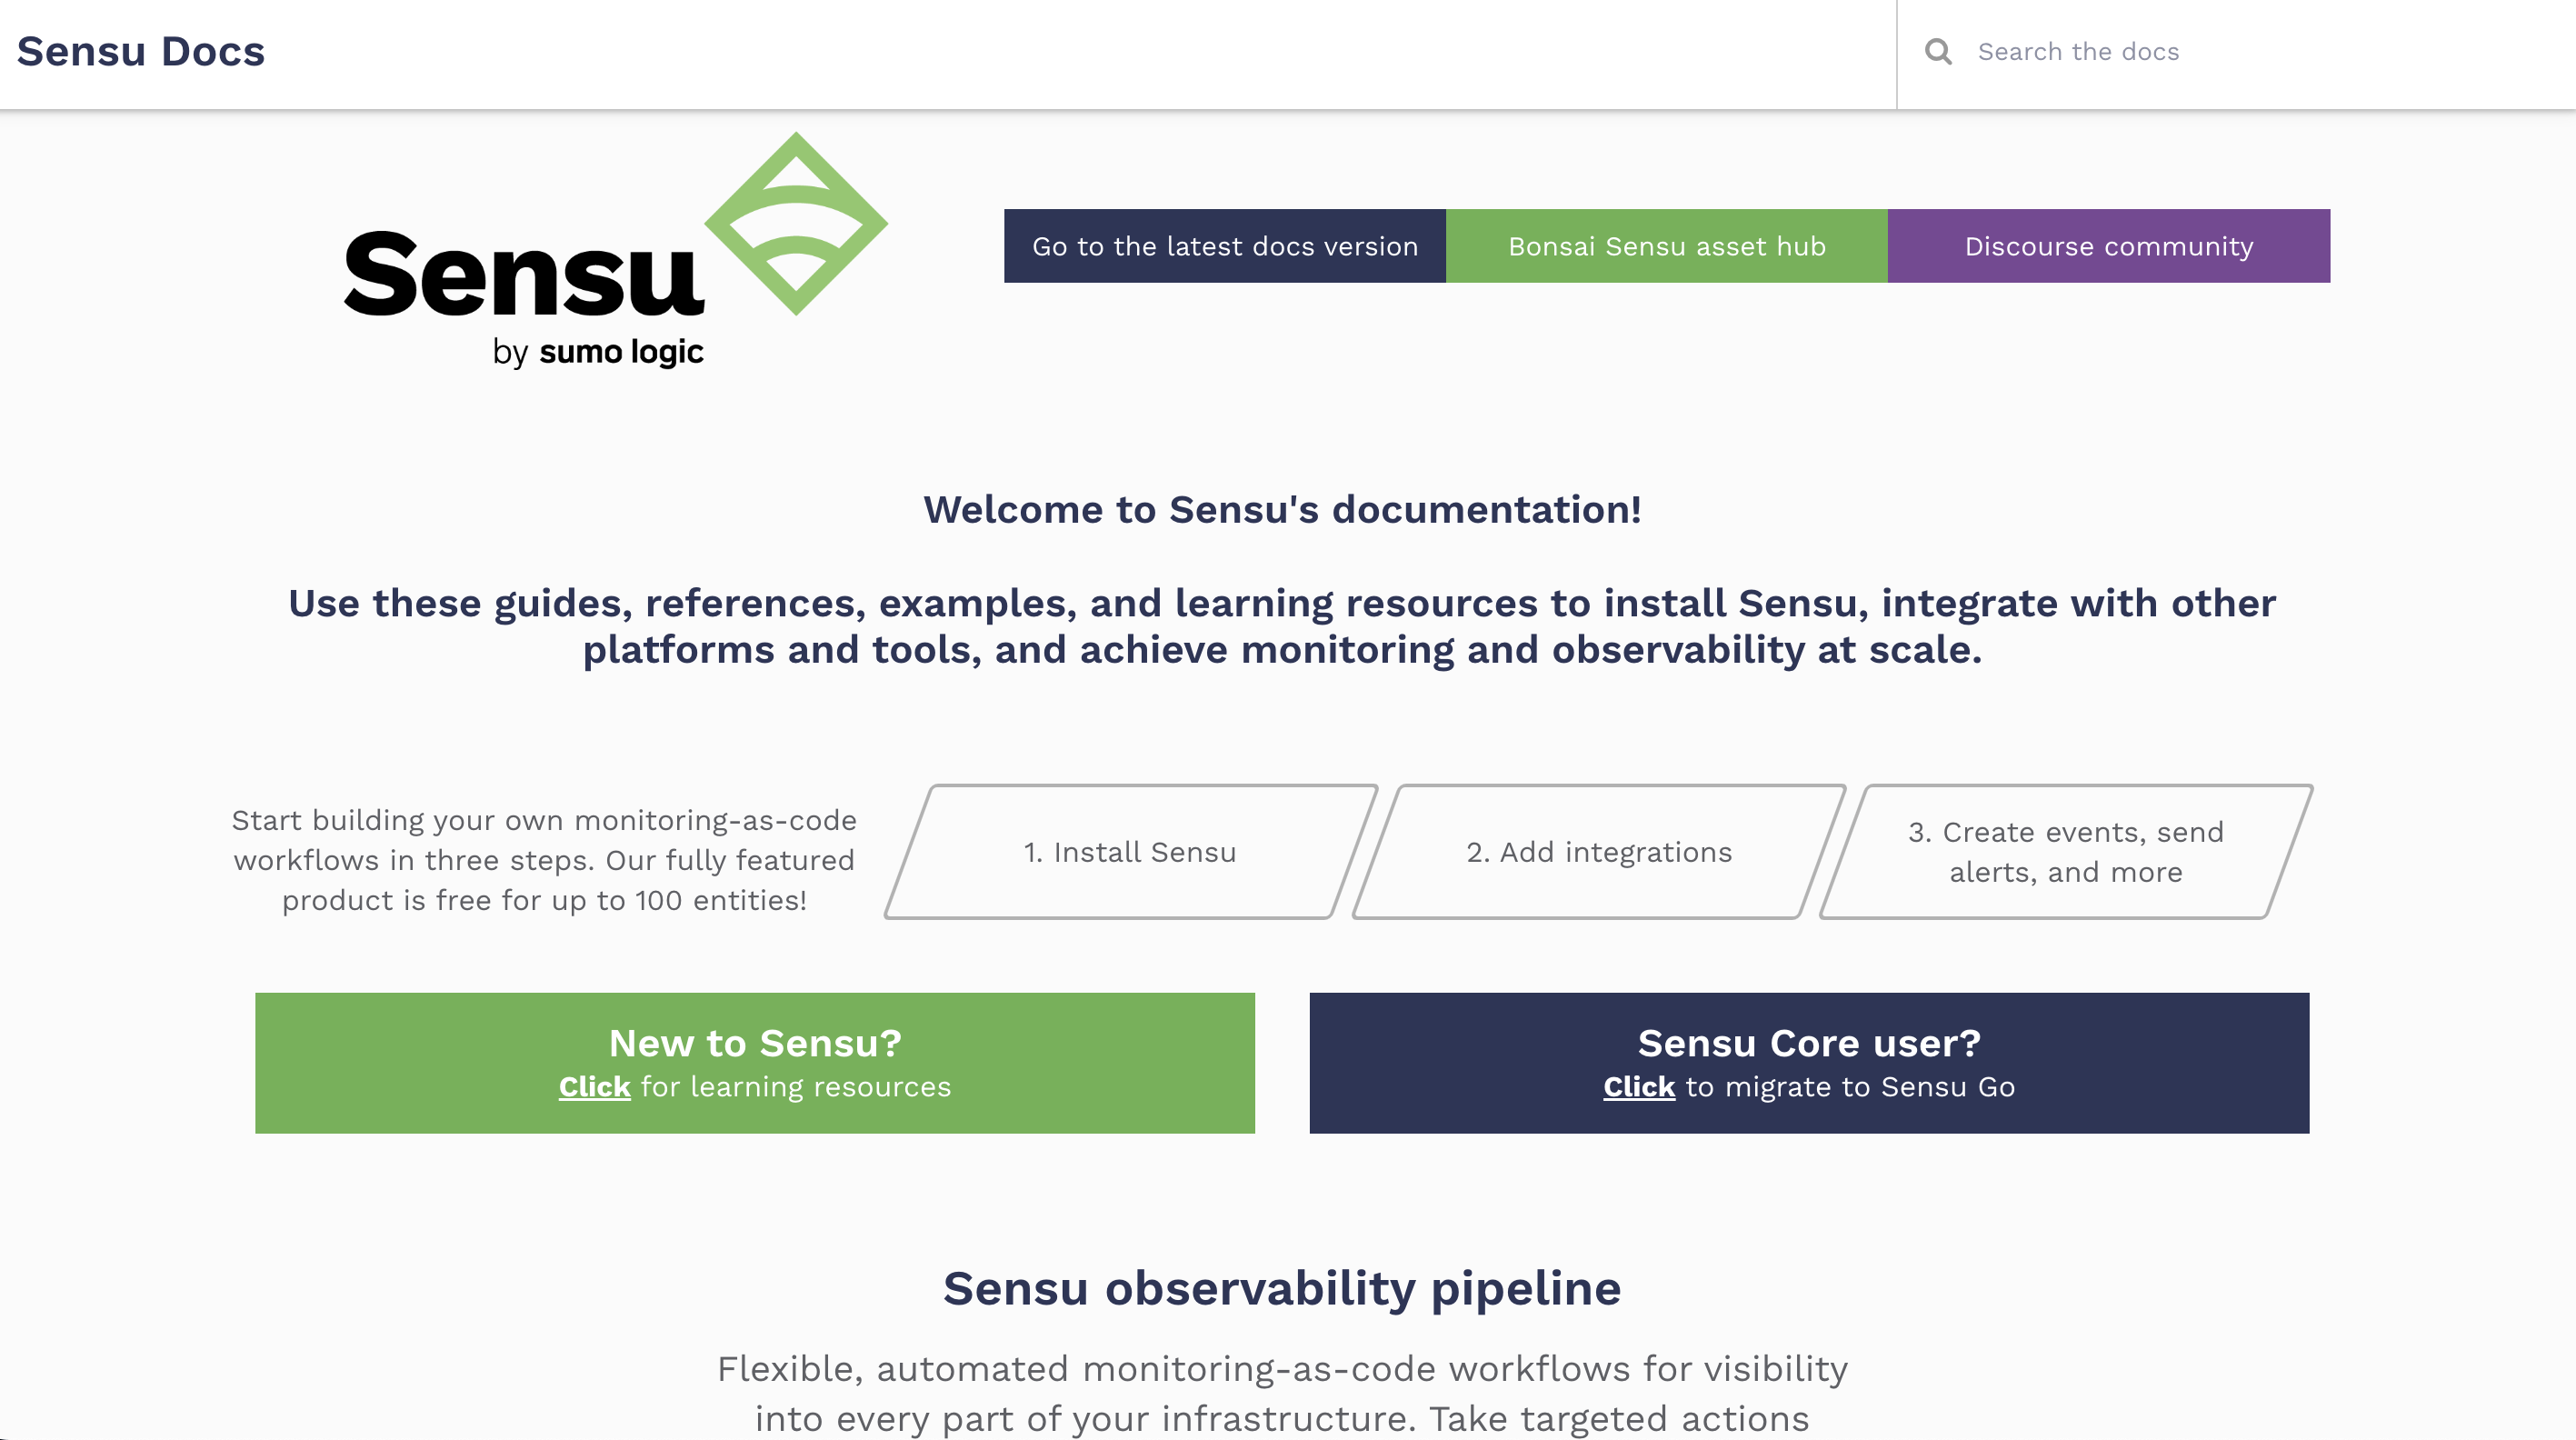 Sensu Docs
Search the docs
Sensu
by sumo logic
Go to the latest docs version
Bonsai Sensu asset hub
Discourse community
Welcome to Sensu's documentation!
Use these guides, references, examples, and learning resources to install Sensu, integrate with other
platforms and tools, and achieve monitoring and observability at scale.
Start building your own monitoring-as-code
workflows in three steps. Our fully featured
product is free for up to 100 entities!
1. Install Sensu
2. Add integrations
3. Create events, send
alerts, and more
New to Sensu?
Click for learning resources
Sensu Core user?
Click to migrate to Sensu Go
Sensu observability pipeline
Flexible, automated monitoring-as-code workflows for visibility
into every part of your infrastructure. Take targeted actions